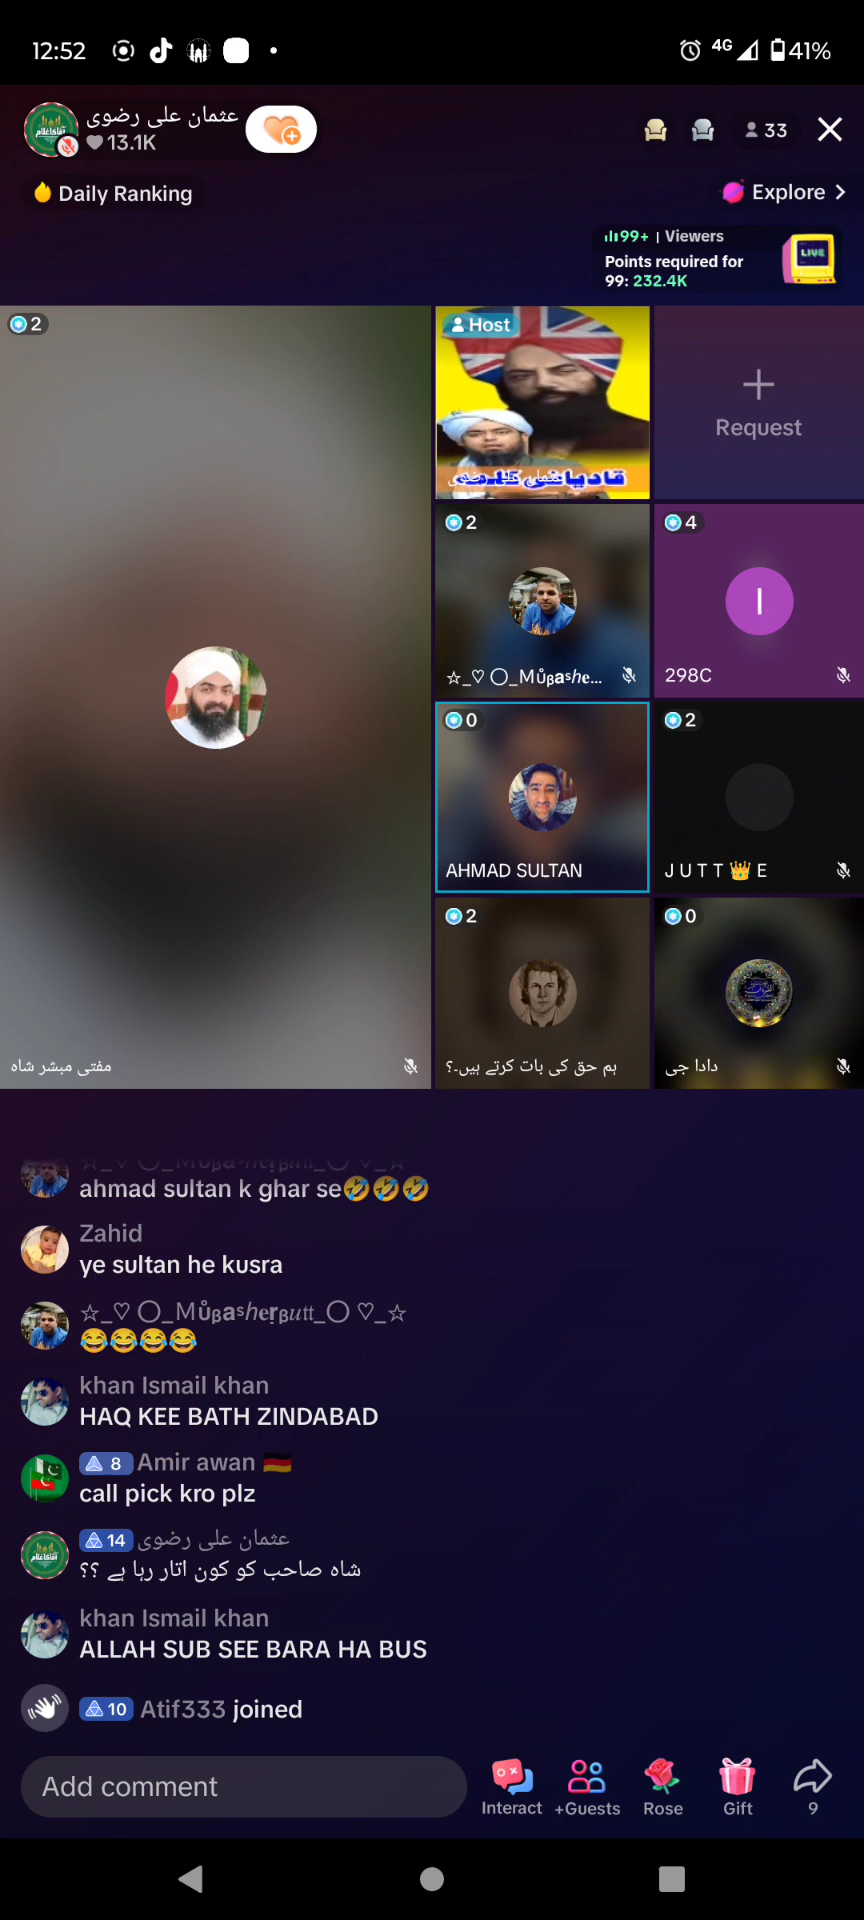 12:52
4G
41%
عثمان علی رضوی
13.1K
33
Daily Ranking
Explore
99+ | Viewers
Points required for
99: 232.4K
LIVE
2
Host
عثمان علی رضوی
Request
2
4
I
☆_♡ ◯_Můᵦaˢℎe...
298C
0
2
AHMAD SULTAN
J U T T 👑 E
2
0
مفتی مبشر شاہ
ہم حق کی بات کرتے ہیں۔؟
دادا جی
ahmad sultan k ghar se🤣🤣🤣
Zahid
ye sultan he kusra
☆_♡ ◯_Můᵦaˢℎeṛᵦutt_◯ ♡_☆
😂😂😂😂
khan Ismail khan
HAQ KEE BATH ZINDABAD
8 Amir awan 🇩🇪
call pick kro plz
14 عثمان علی رضوی
شاہ صاحب کو کون اتار رہا ہے ؟؟
khan Ismail khan
ALLAH SUB SEE BARA HA BUS
10 Atif333 joined
Add comment
Interact
+Guests
Rose
Gift
9